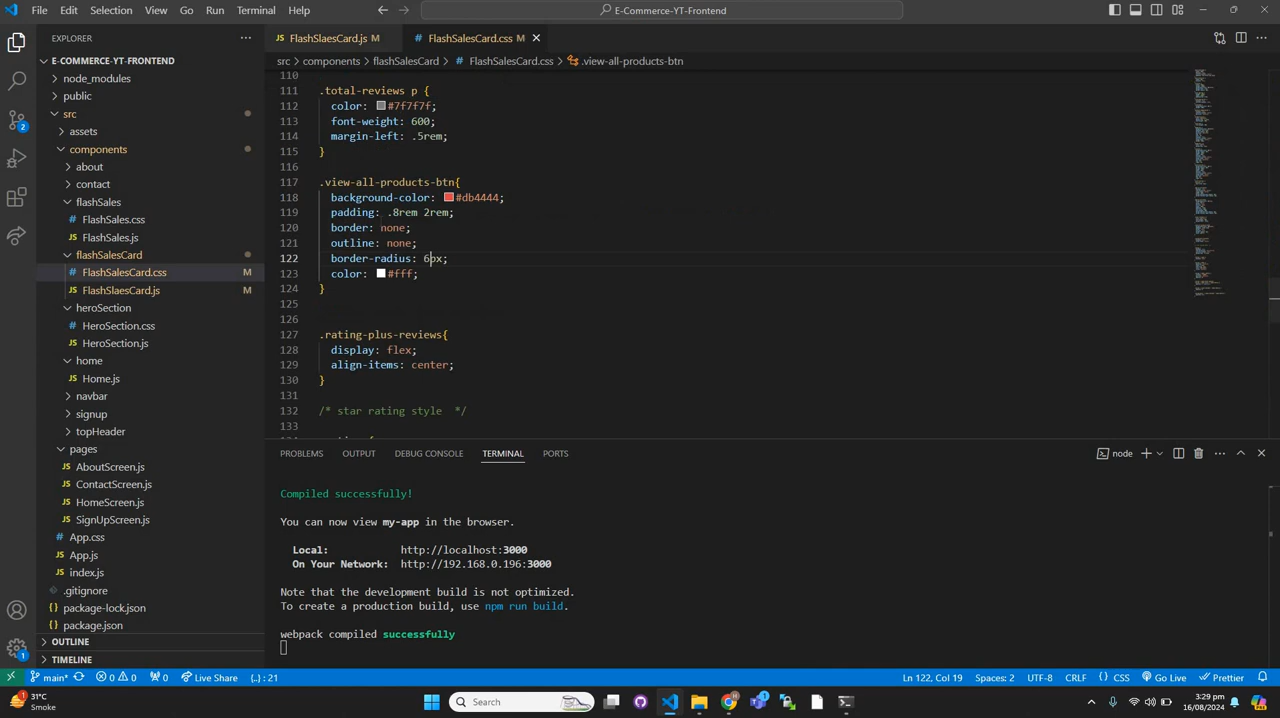 File Edit Selection View Go Run Terminal Help
E-Commerce-YT-Frontend
EXPLORER
E-COMMERCE-YT-FRONTEND
node_modules
public
src
assets
components
about
contact
flashSales
FlashSales.css
FlashSales.js
flashSalesCard
FlashSalesCard.css M
FlashSlaesCard.js M
heroSection
HeroSection.css
HeroSection.js
home
Home.js
navbar
signup
topHeader
pages
AboutScreen.js
ContactScreen.js
HomeScreen.js
SignUpScreen.js
App.css
App.js
index.js
.gitignore
package-lock.json
package.json
OUTLINE
TIMELINE
FlashSlaesCard.js M
FlashSalesCard.css M
src > components > flashSalesCard > FlashSalesCard.css > .view-all-products-btn
110
111 .total-reviews p {
112 color: #7f7f7f;
113 font-weight: 600;
114 margin-left: .5rem;
115 }
116
117 .view-all-products-btn{
118 background-color: #db4444;
119 padding: .8rem 2rem;
120 border: none;
121 outline: none;
122 border-radius: 6px;
123 color: #fff;
124 }
125
126
127 .rating-plus-reviews{
128 display: flex;
129 align-items: center;
130 }
131
132 /* star rating style */
133
PROBLEMS OUTPUT DEBUG CONSOLE TERMINAL PORTS
node
Compiled successfully!
You can now view my-app in the browser.
Local: http://localhost:3000
On Your Network: http://192.168.0.196:3000
Note that the development build is not optimized.
To create a production build, use npm run build.
webpack compiled successfully
2
1
main* 0 0 0 Live Share {..} : 21
Ln 122, Col 19 Spaces: 2 UTF-8 CRLF CSS Go Live Prettier
31°C
Smoke
1
Search
3:29 pm
16/08/2024